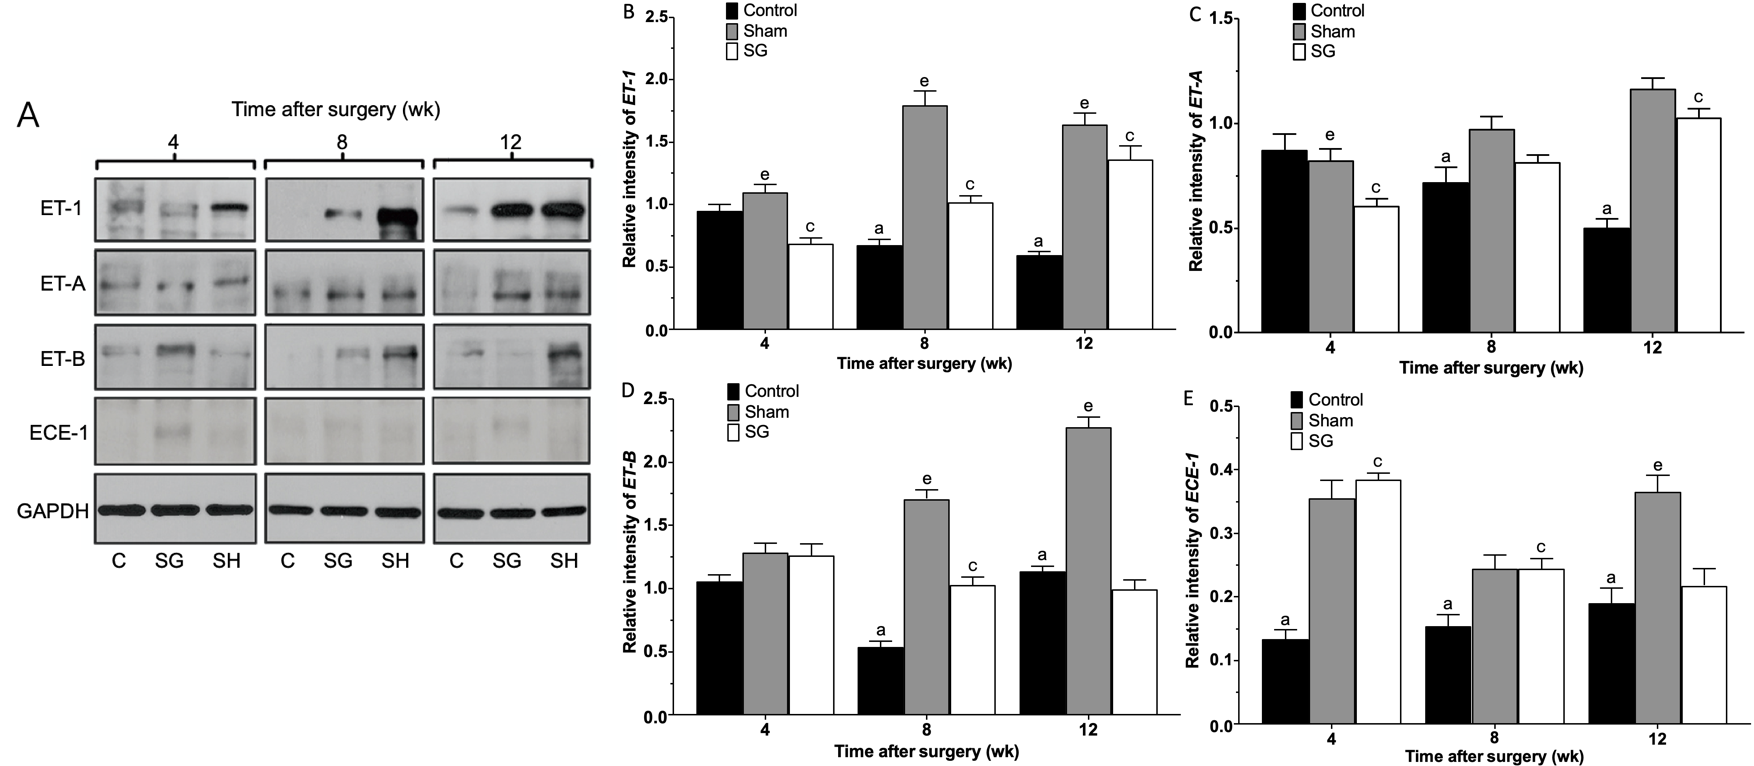 A
Time after surgery (wk)
4
8
12
ET-1
ET-A
ET-B
ECE-1
GAPDH
C SG SH C SG SH C SG SH
B
Control
Sham
SG
Relative intensity of ET-1
2.5
2.0
1.5
1.0
0.5
0.0
e
c
a
e
c
a
e
c
4 8 12
Time after surgery (wk)
C
Control
Sham
SG
Relative intensity of ET-A
1.5
1.0
0.5
0.0
e
c
a
a
c
4 8 12
Time after surgery (wk)
D
Control
Sham
SG
Relative intensity of ET-B
2.5
2.0
1.5
1.0
0.5
0.0
a
e
c
a
e
4 8 12
Time after surgery (wk)
E
Control
Sham
SG
Relative intensity of ECE-1
0.5
0.4
0.3
0.2
0.1
0.0
a
c
a
c
a
e
4 8 12
Time after surgery (wk)